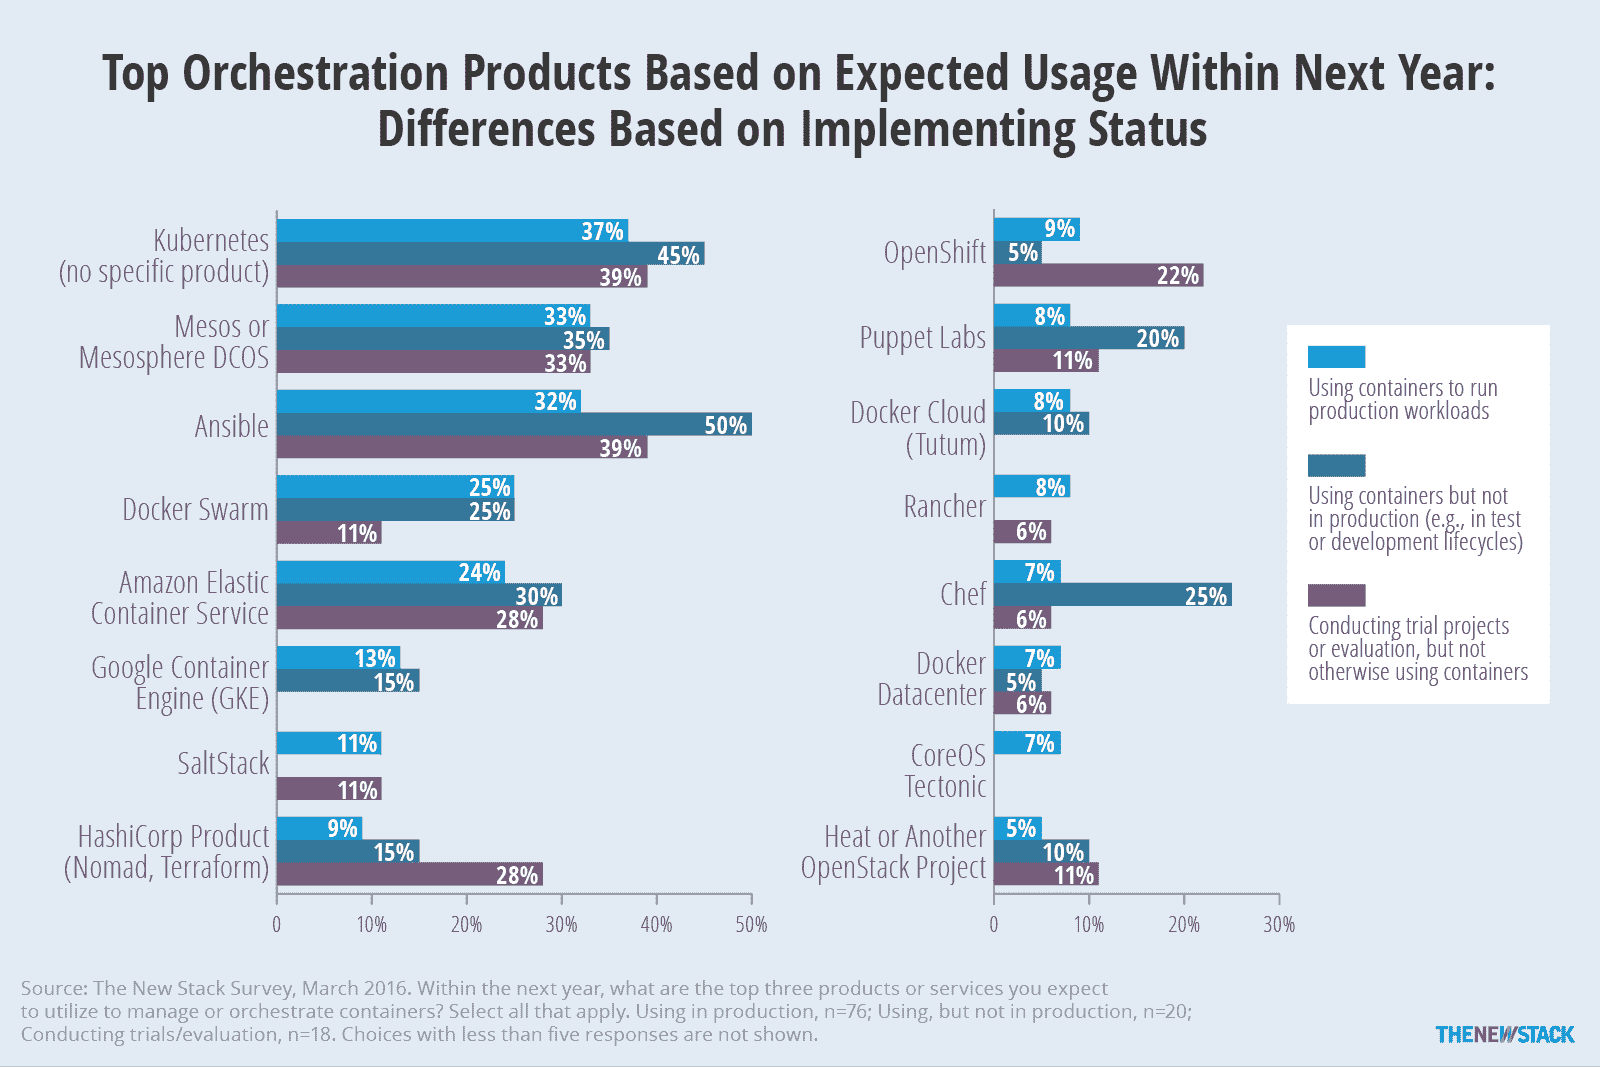 Top Orchestration Products Based on Expected Usage Within Next Year:
Differences Based on Implementing Status
Kubernetes
(no specific product)
37%
45%
39%
Mesos or
Mesosphere DCOS
33%
35%
33%
Ansible
32%
50%
39%
Docker Swarm
25%
25%
11%
Amazon Elastic
Container Service
24%
30%
28%
Google Container
Engine (GKE)
13%
15%
SaltStack
11%
11%
HashiCorp Product
(Nomad, Terraform)
9%
15%
28%
0 10% 20% 30% 40% 50%
OpenShift
9%
5%
22%
Puppet Labs
8%
20%
11%
Docker Cloud
(Tutum)
8%
10%
Rancher
8%
6%
Chef
7%
25%
6%
Docker
Datacenter
7%
5%
6%
CoreOS
Tectonic
7%
Heat or Another
OpenStack Project
5%
10%
11%
0 10% 20% 30%
Using containers to run
production workloads
Using containers but not
in production (e.g., in test
or development lifecycles)
Conducting trial projects
or evaluation, but not
otherwise using containers
Source: The New Stack Survey, March 2016. Within the next year, what are the top three products or services you expect
to utilize to manage or orchestrate containers? Select all that apply. Using in production, n=76; Using, but not in production, n=20;
Conducting trials/evaluation, n=18. Choices with less than five responses are not shown.
THENEWSTACK